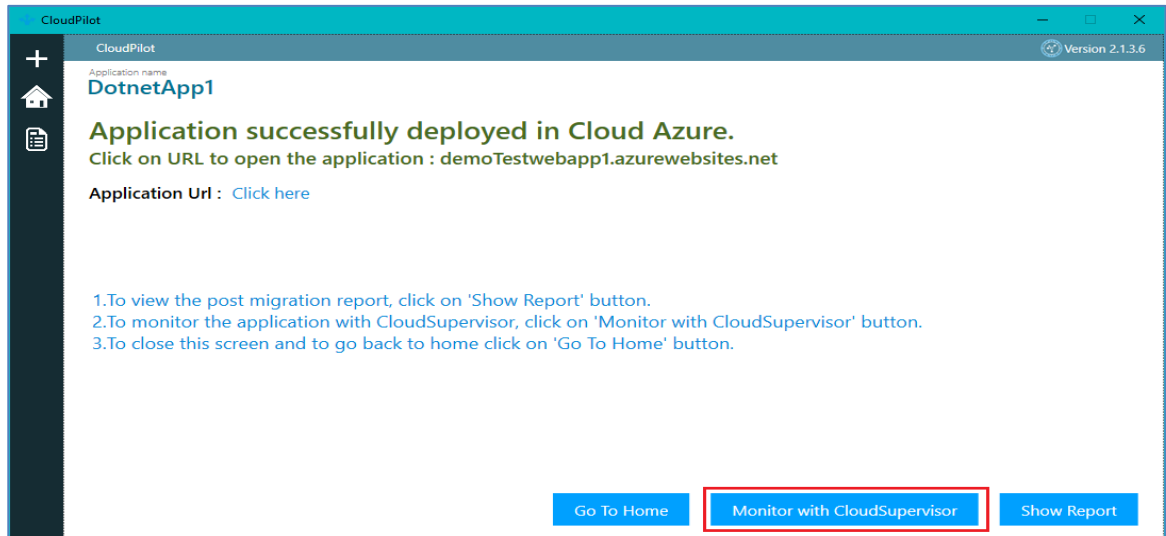 CloudPilot
CloudPilot
Version 2.1.3.6
Application name
DotnetApp1
Application successfully deployed in Cloud Azure.
Click on URL to open the application : demoTestwebapp1.azurewebsites.net
Application Url : Click here
1.To view the post migration report, click on 'Show Report' button.
2.To monitor the application with CloudSupervisor, click on 'Monitor with CloudSupervisor' button.
3.To close this screen and to go back to home click on 'Go To Home' button.
Go To Home
Monitor with CloudSupervisor
Show Report